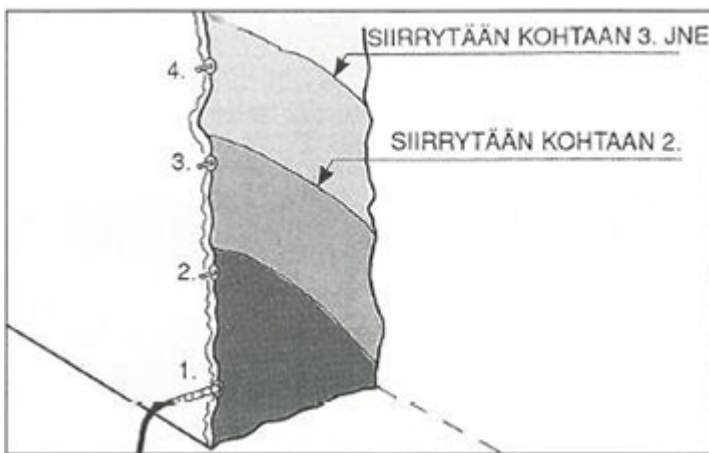 SIIRRYTÄÄN KOHTAAN 3. JNE
4.
SIIRRYTÄÄN KOHTAAN 2.
3.
2.
1.